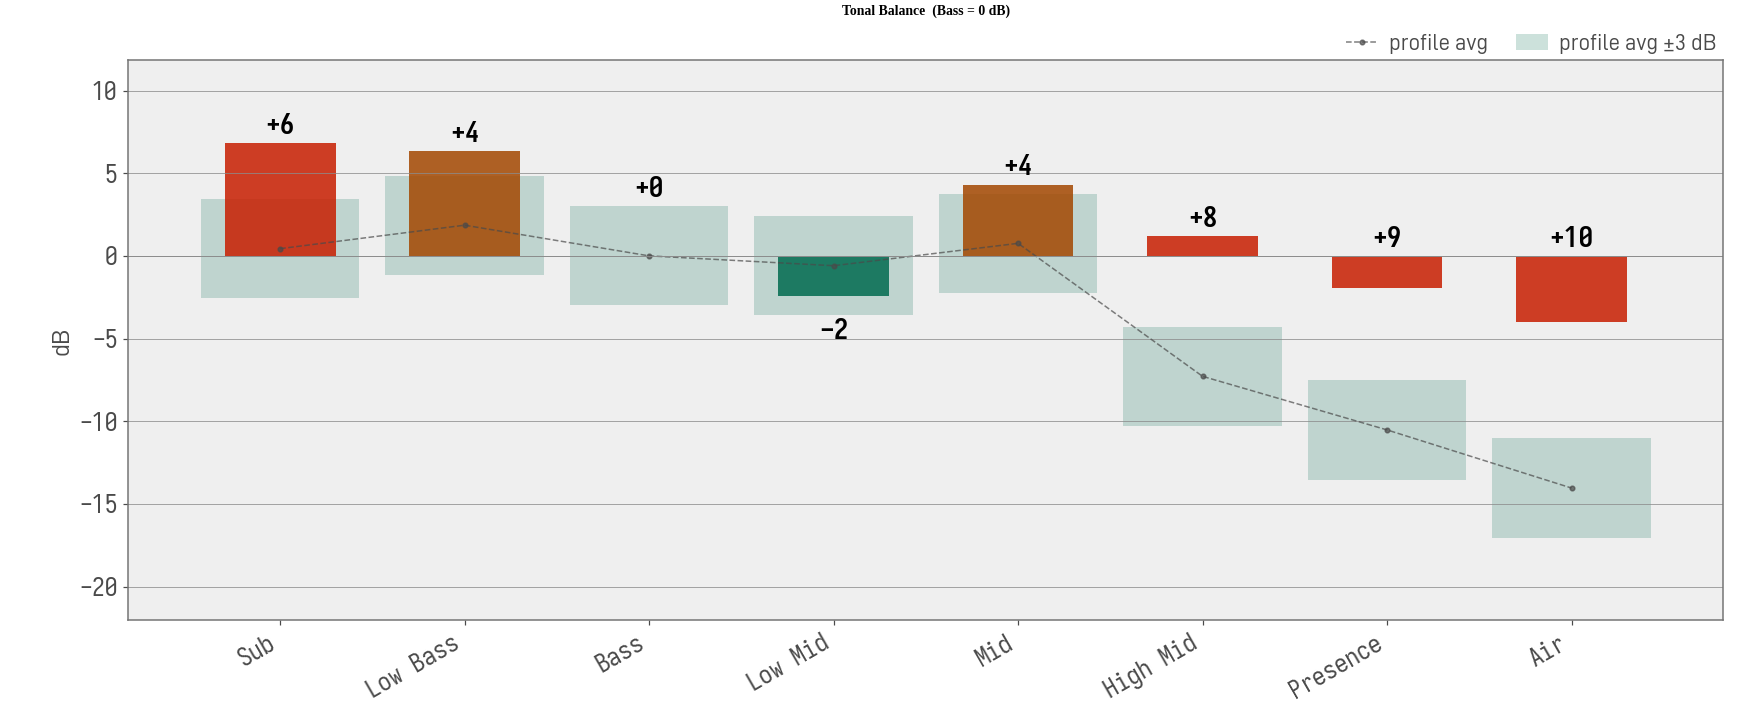 Tonal Balance  (Bass = 0 dB)
profile avg
profile avg ±3 dB
10
5
0
−5
−10
−15
−20
dB
+6
+4
+0
−2
+4
+8
+9
+10
Sub
Low Bass
Bass
Low Mid
Mid
High Mid
Presence
Air